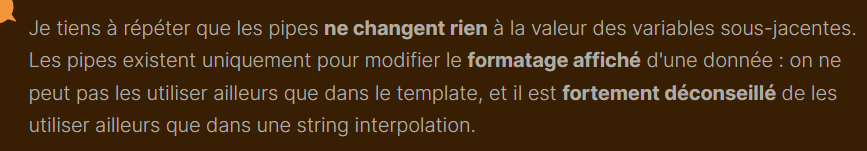 Je tiens à répéter que les pipes ne changent rien à la valeur des variables sous-jacentes.
Les pipes existent uniquement pour modifier le formatage affiché d'une donnée : on ne
peut pas les utiliser ailleurs que dans le template, et il est fortement déconseillé de les
utiliser ailleurs que dans une string interpolation.